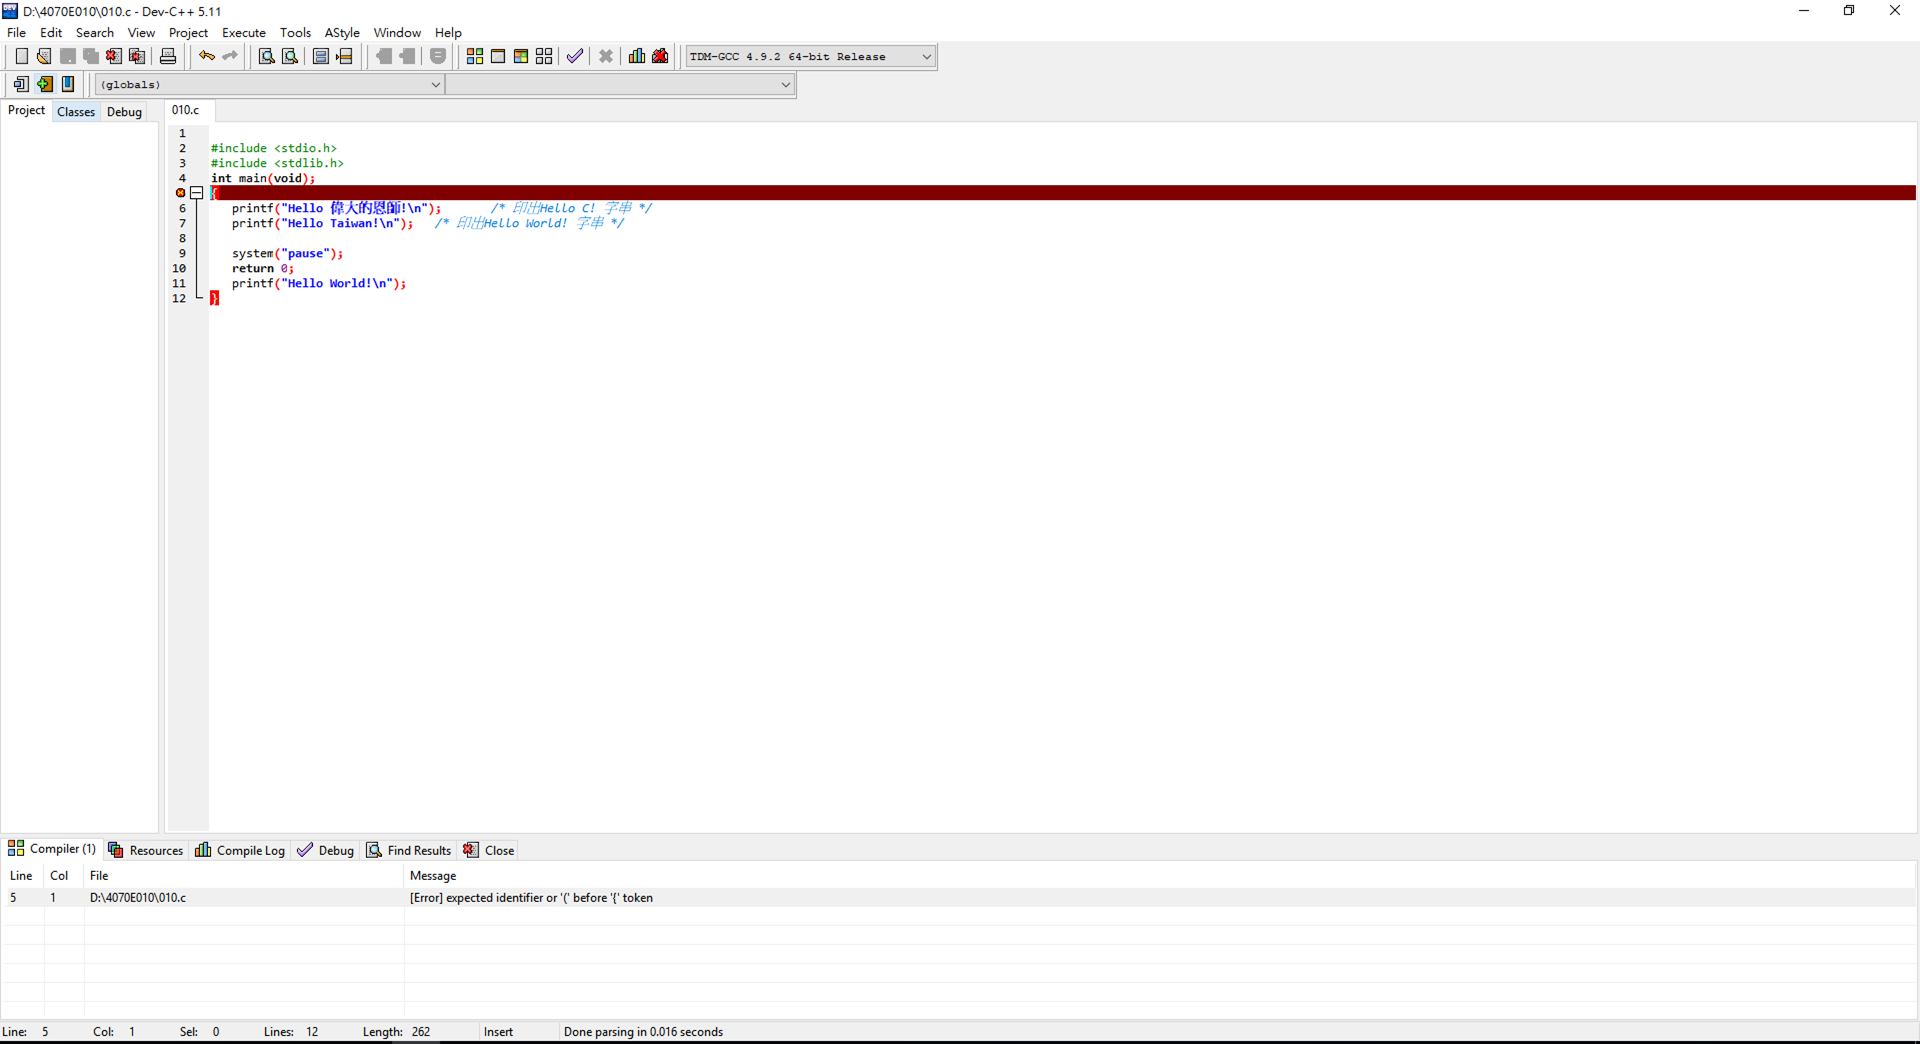 D:\4070E010\010.c - Dev-C++ 5.11
File Edit Search View Project Execute Tools AStyle Window Help
TDM-GCC 4.9.2 64-bit Release
(globals)
Project Classes Debug 010.c
1
2 #include <stdio.h>
3 #include <stdlib.h>
4 int main(void);
{
6 printf("Hello 偉大的恩師!\n"); /* 印出Hello C! 字串 */
7 printf("Hello Taiwan!\n"); /* 印出Hello World! 字串 */
8
9 system("pause");
10 return 0;
11 printf("Hello World!\n");
12 }
Compiler (1) Resources Compile Log Debug Find Results Close
Line Col File Message
5 1 D:\4070E010\010.c [Error] expected identifier or '(' before '{' token
Line: 5 Col: 1 Sel: 0 Lines: 12 Length: 262 Insert Done parsing in 0.016 seconds